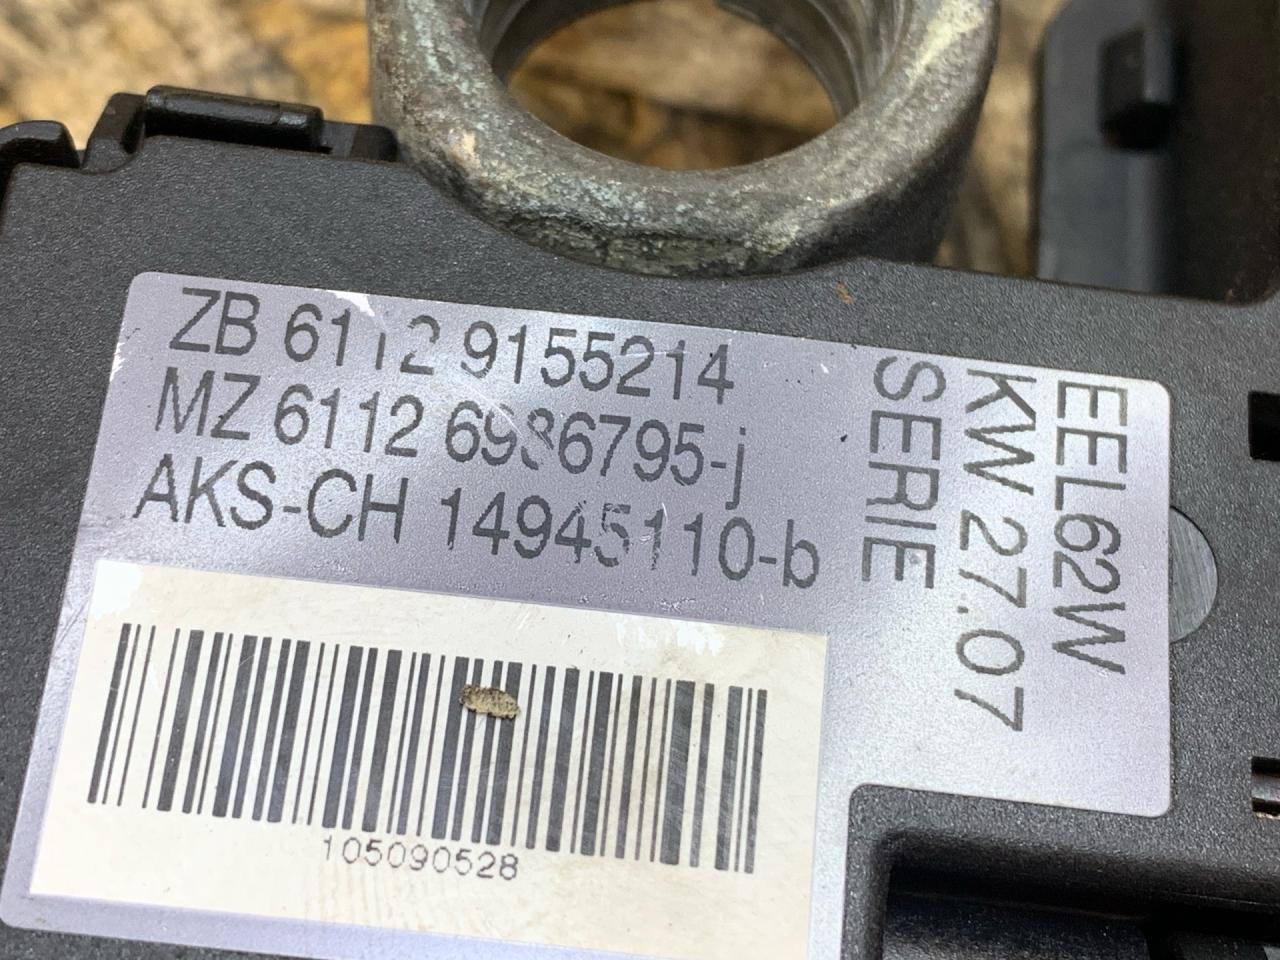 ZB 6112 9155214
MZ 6112 6986795-j
AKS-CH 14945110-b
EEL62W
KW 27.07
SERIE
105090528